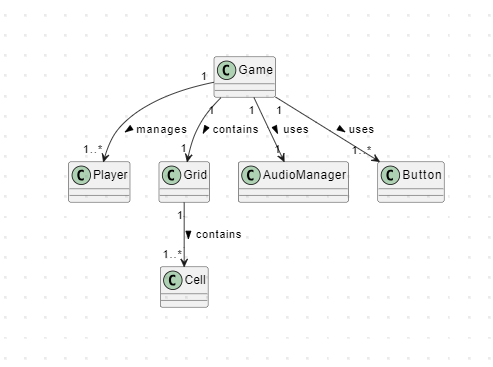 C Game
1
1
1
1
manages
contains
uses
uses
1..*
1
1
1..*
C Player
C Grid
C AudioManager
C Button
1
contains
1..*
C Cell